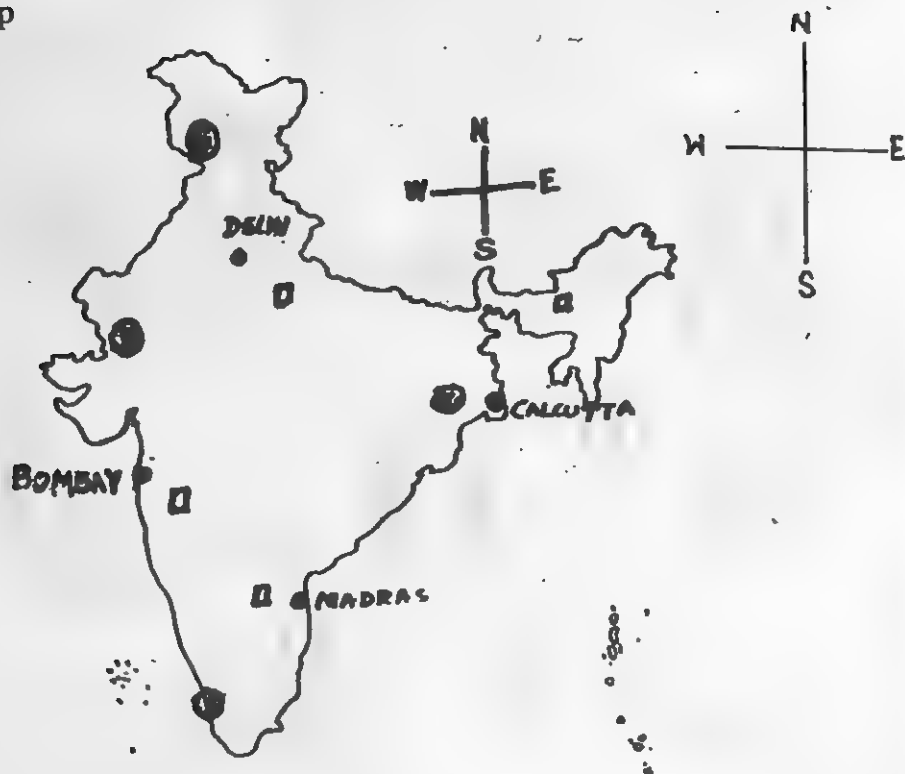 p
N
W E
S
N
W E
S
DELHI
CALCUTTA
BOMBAY
MADRAS